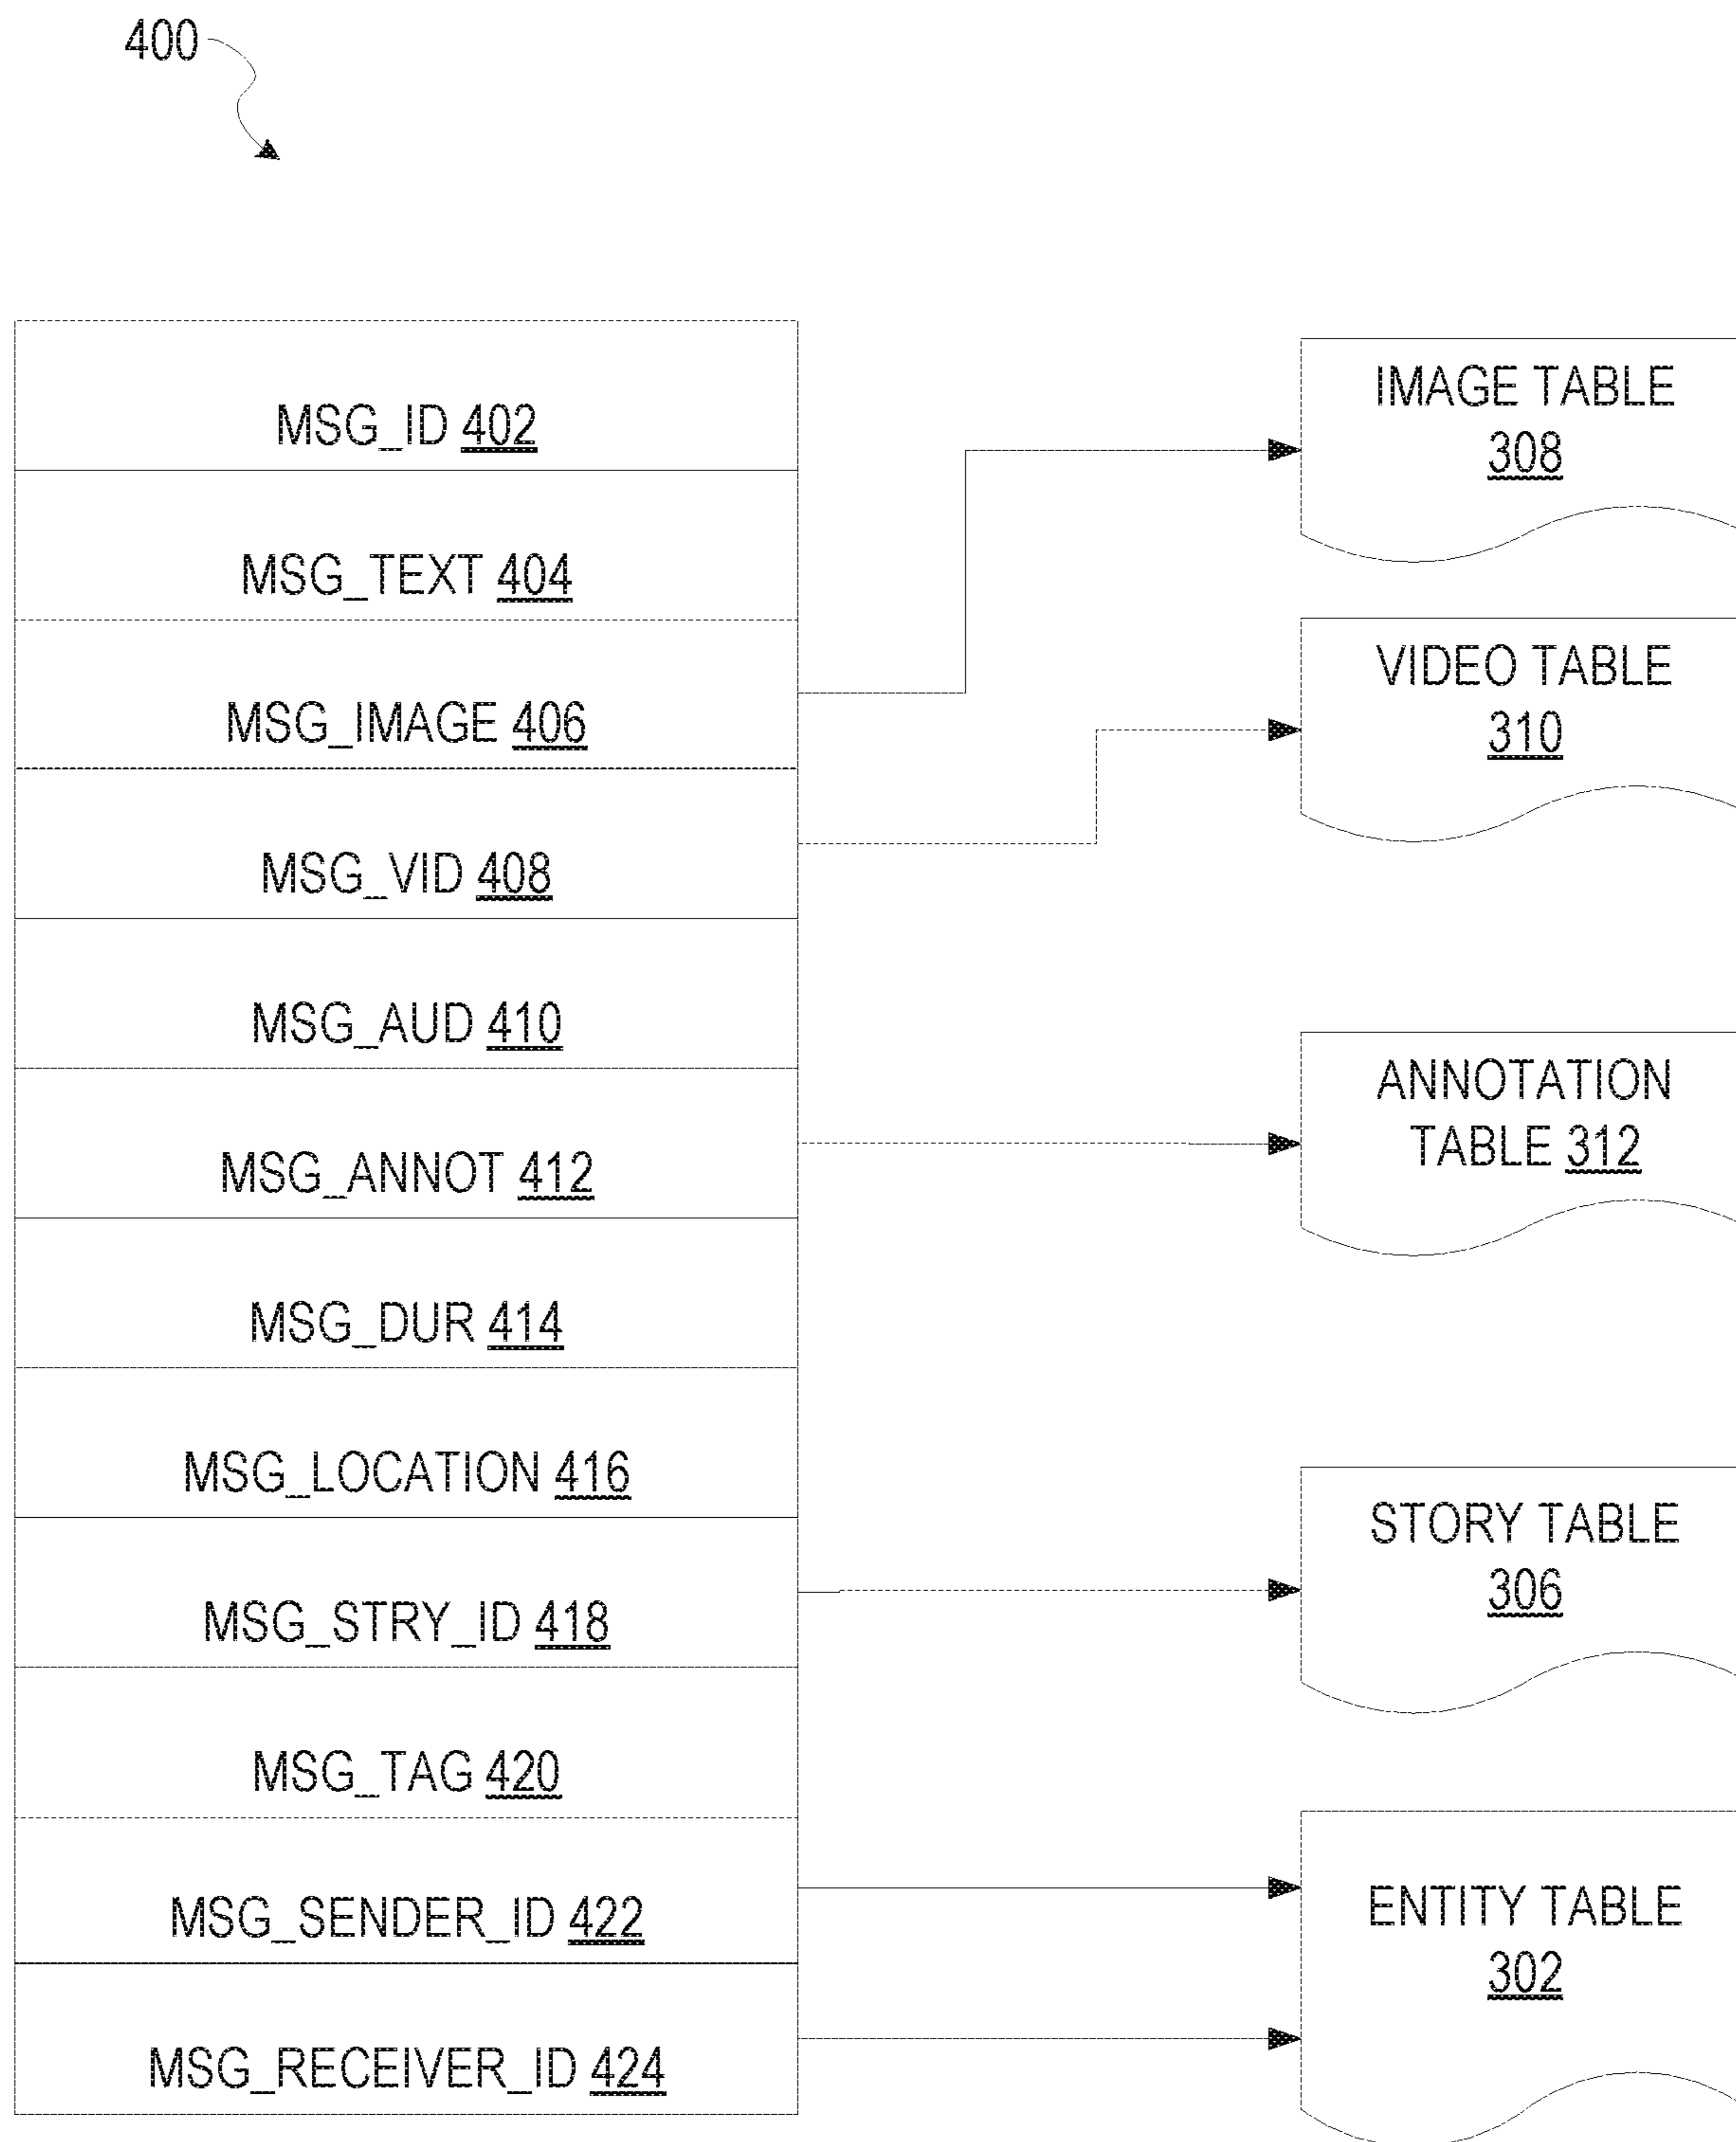 400
MSG_ID 402
MSG_TEXT 404
MSG_IMAGE 406
MSG_VID 408
MSG_AUD 410
MSG_ANNOT 412
MSG_DUR 414
MSG_LOCATION 416
MSG_STRY_ID 418
MSG_TAG 420
MSG_SENDER_ID 422
MSG_RECEIVER_ID 424
IMAGE TABLE
308
VIDEO TABLE
310
ANNOTATION
TABLE 312
STORY TABLE
306
ENTITY TABLE
302